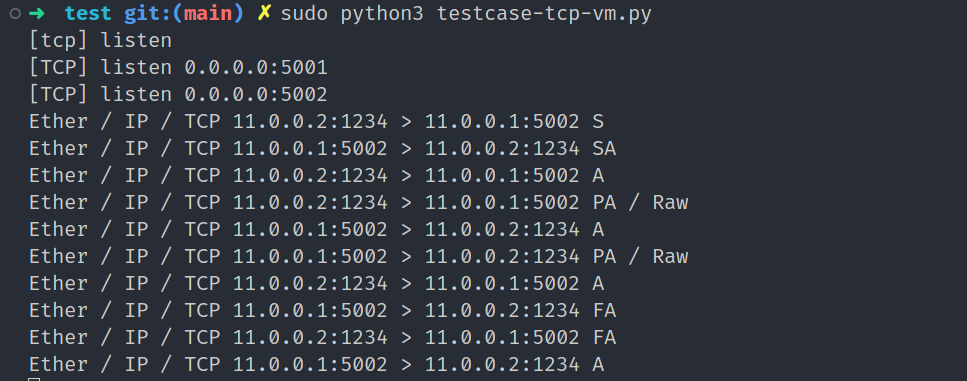 ➜ test git:(main) ✗ sudo python3 testcase-tcp-vm.py
[tcp] listen
[TCP] listen 0.0.0.0:5001
[TCP] listen 0.0.0.0:5002
Ether / IP / TCP 11.0.0.2:1234 > 11.0.0.1:5002 S
Ether / IP / TCP 11.0.0.1:5002 > 11.0.0.2:1234 SA
Ether / IP / TCP 11.0.0.2:1234 > 11.0.0.1:5002 A
Ether / IP / TCP 11.0.0.2:1234 > 11.0.0.1:5002 PA / Raw
Ether / IP / TCP 11.0.0.1:5002 > 11.0.0.2:1234 A
Ether / IP / TCP 11.0.0.1:5002 > 11.0.0.2:1234 PA / Raw
Ether / IP / TCP 11.0.0.2:1234 > 11.0.0.1:5002 A
Ether / IP / TCP 11.0.0.1:5002 > 11.0.0.2:1234 FA
Ether / IP / TCP 11.0.0.2:1234 > 11.0.0.1:5002 FA
Ether / IP / TCP 11.0.0.1:5002 > 11.0.0.2:1234 A